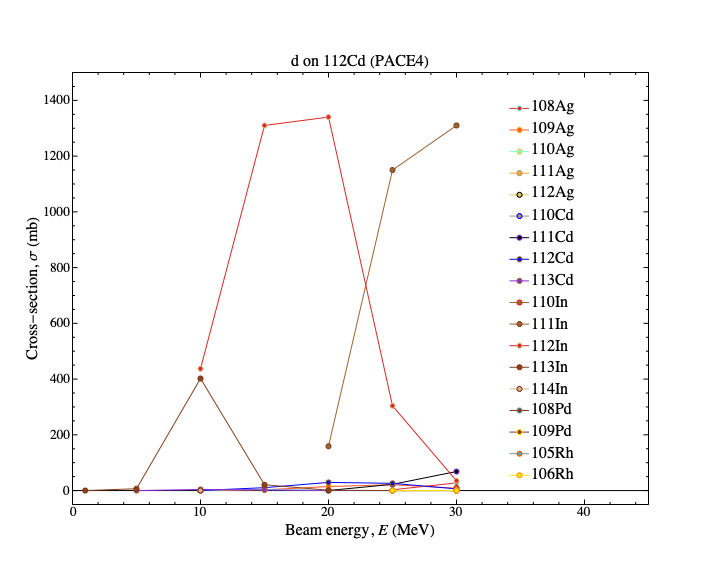 d on 112Cd (PACE4)
1400
1200
1000
800
600
400
200
0
Cross−section, σ (mb)
0 10 20 30 40
Beam energy, E (MeV)
108Ag
109Ag
110Ag
111Ag
112Ag
110Cd
111Cd
112Cd
113Cd
110In
111In
112In
113In
114In
108Pd
109Pd
105Rh
106Rh